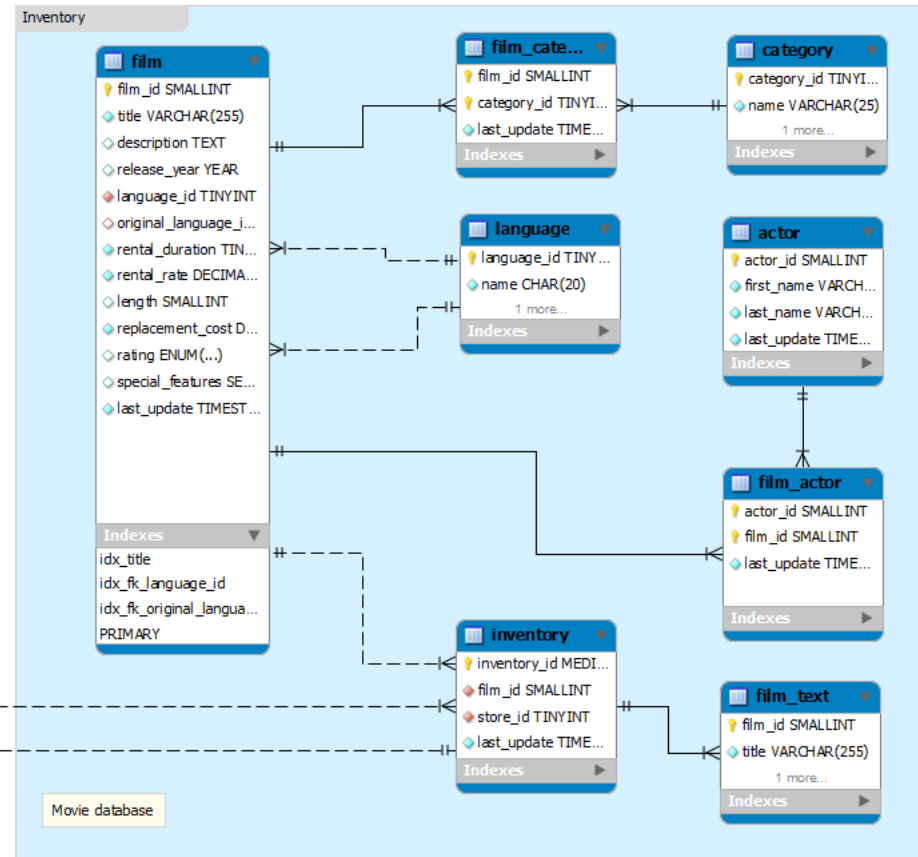 Inventory
film
film_id SMALLINT
title VARCHAR(255)
description TEXT
release_year YEAR
language_id TINYINT
original_language_i...
rental_duration TIN...
rental_rate DECIMA...
length SMALLINT
replacement_cost D...
rating ENUM(...)
special_features SE...
last_update TIMEST...
Indexes
idx_title
idx_fk_language_id
idx_fk_original_langua...
PRIMARY
film_cate...
film_id SMALLINT
category_id TINYI...
last_update TIME...
Indexes
category
category_id TINYI...
name VARCHAR(25)
1 more...
Indexes
language
language_id TINY...
name CHAR(20)
1 more...
Indexes
actor
actor_id SMALLINT
first_name VARCH...
last_name VARCH...
last_update TIME...
Indexes
film_actor
actor_id SMALLINT
film_id SMALLINT
last_update TIME...
Indexes
inventory
inventory_id MEDI...
film_id SMALLINT
store_id TINYINT
last_update TIME...
Indexes
film_text
film_id SMALLINT
title VARCHAR(255)
1 more...
Indexes
Movie database